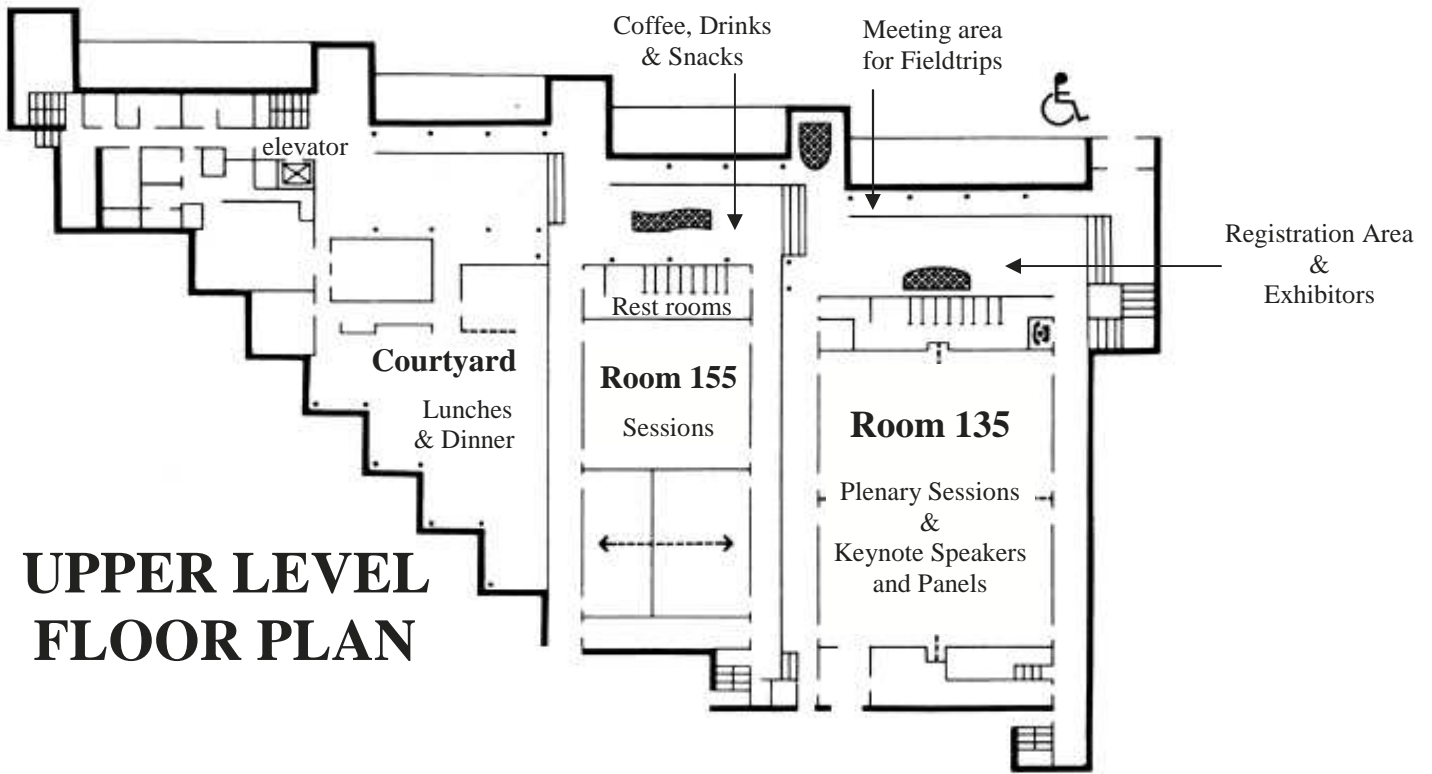 Coffee, Drinks
& Snacks
Meeting area
for Fieldtrips
elevator
Registration Area
&
Exhibitors
Rest rooms
Courtyard
Lunches
& Dinner
Room 155
Sessions
Room 135
Plenary Sessions
&
Keynote Speakers
and Panels
UPPER LEVEL
FLOOR PLAN